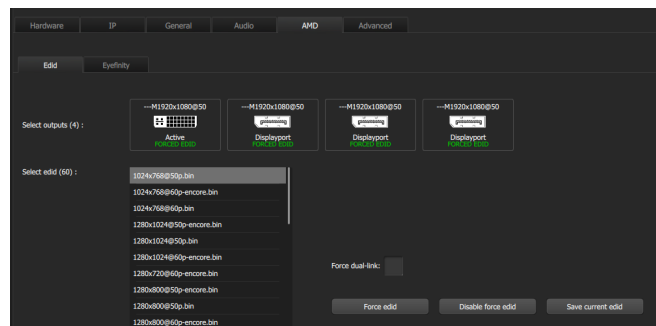 Hardware IP General Audio AMD Advanced
Edid Eyefinity
---M1920x1080@50 ---M1920x1080@50 ---M1920x1080@50 ---M1920x1080@50
Select outputs (4) :
Active Displayport Displayport Displayport
FORCED EDID FORCED EDID FORCED EDID FORCED EDID
Select edid (60) :
1024x768@50p.bin
1024x768@60p-encore.bin
1024x768@60p.bin
1280x1024@50p-encore.bin
1280x1024@50p.bin
1280x1024@60p-encore.bin
1280x720@60p-encore.bin
1280x800@50p-encore.bin
1280x800@50p.bin
1280x800@60p-encore.bin
Force dual-link:
Force edid Disable force edid Save current edid